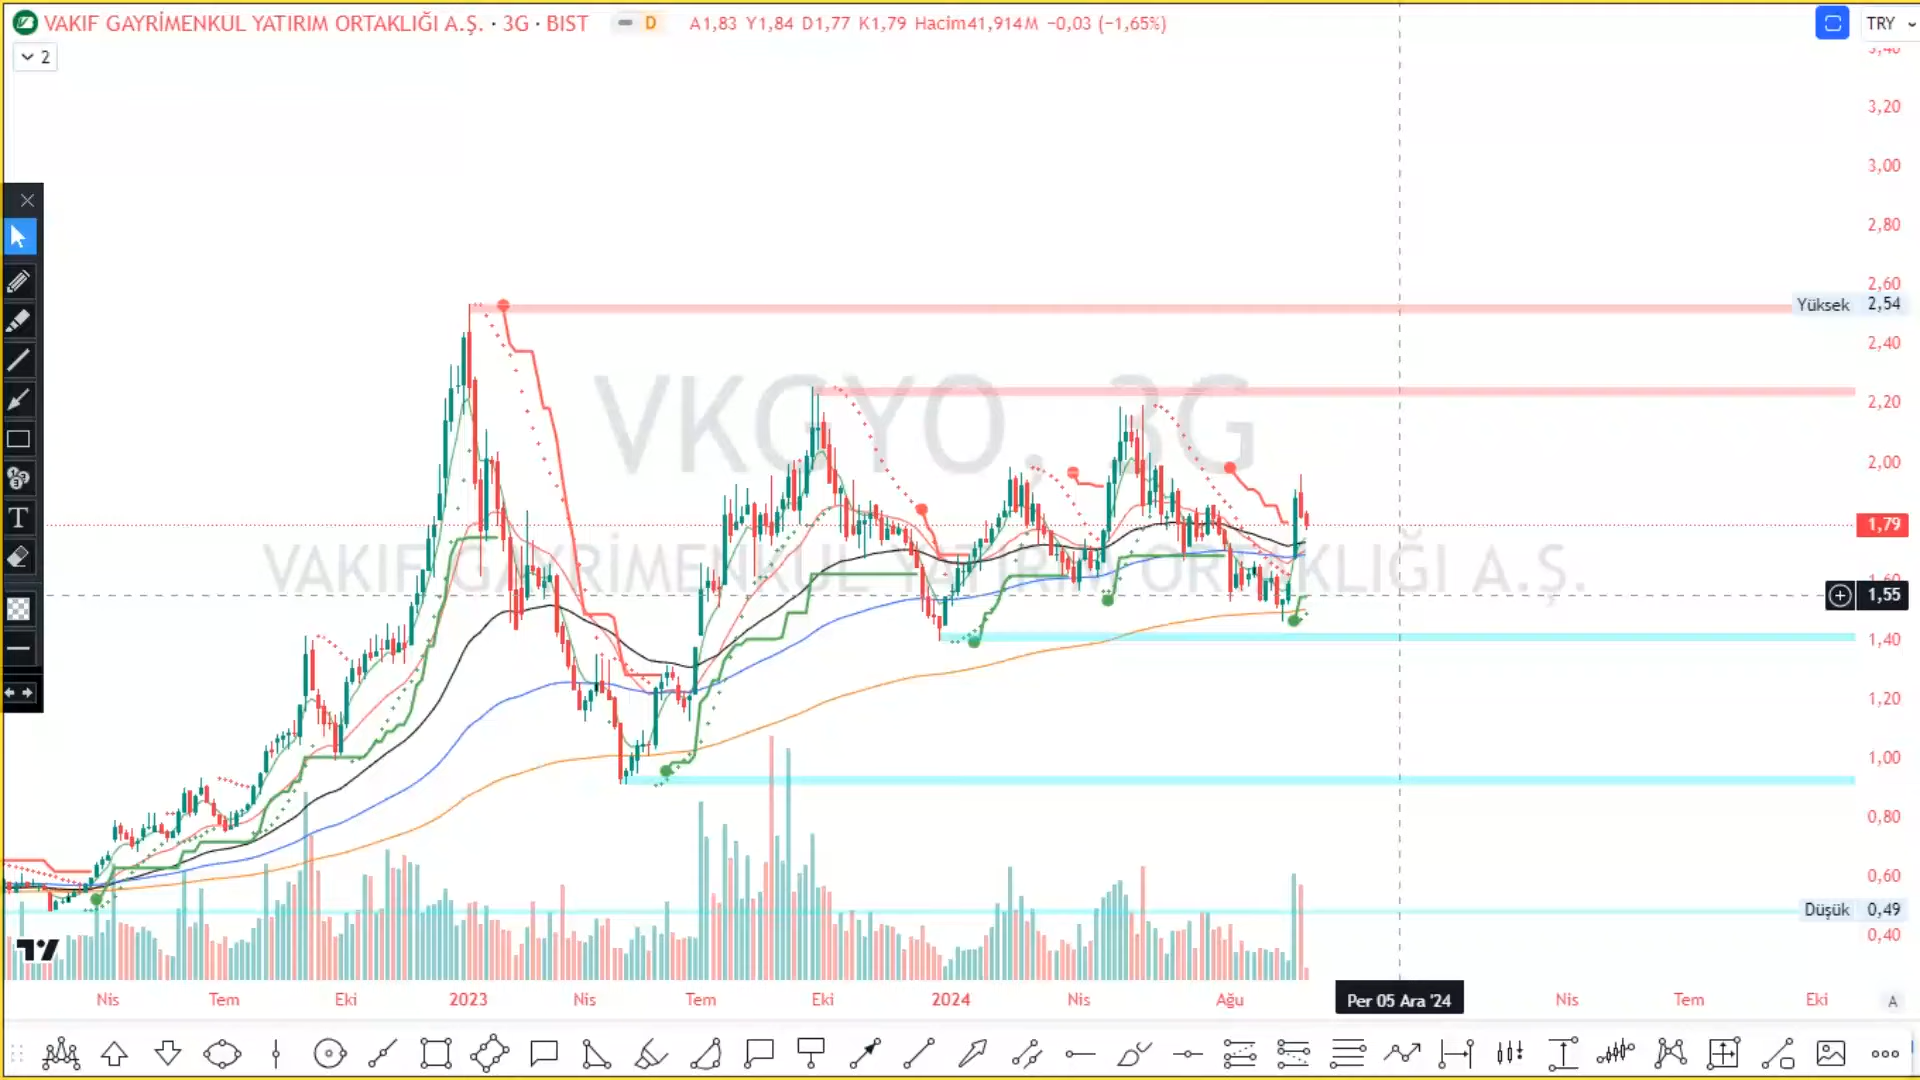 VAKIF GAYRİMENKUL YATIRIM ORTAKLIĞI A.Ş. · 3G · BIST D A1,83 Y1,84 D1,77 K1,79 Hacim41,914M −0,03 (−1,65%)
TRY
2
3,40
3,20
3,00
2,80
2,60
Yüksek 2,54
2,40
2,20
VKGYO, 3G
2,00
1,79
VAKIF GAYRİMENKUL YATIRIM ORTAKLIĞI A.Ş.
1,60
1,55
1,40
1,20
1,00
0,80
0,60
Düşük 0,49
0,40
Nis Tem Eki 2023 Nis Tem Eki 2024 Nis Ağu Per 05 Ara '24 Nis Tem Eki A